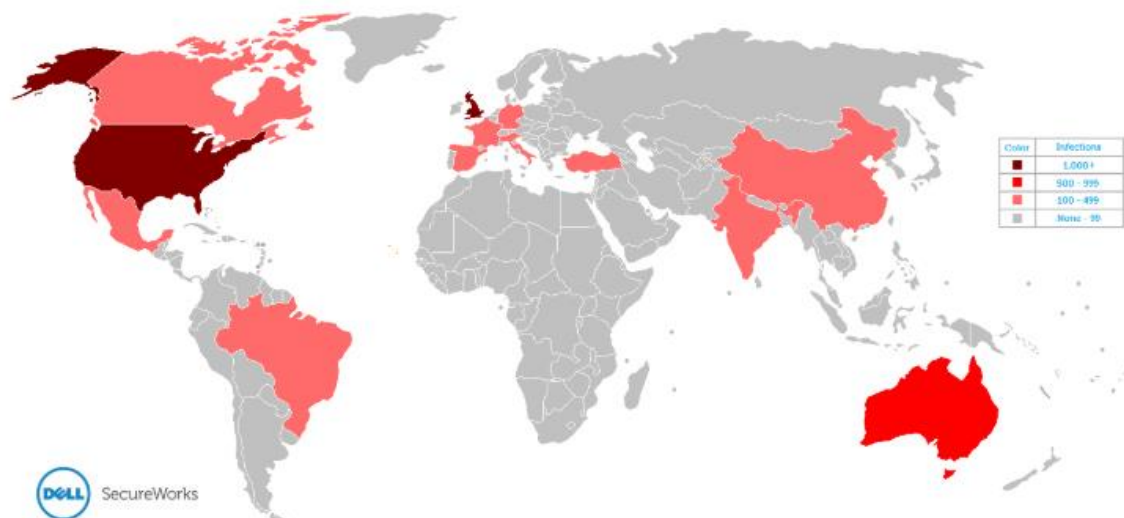 Color Infections
1,000+
500 - 999
100 - 499
None - 99
DELL SecureWorks